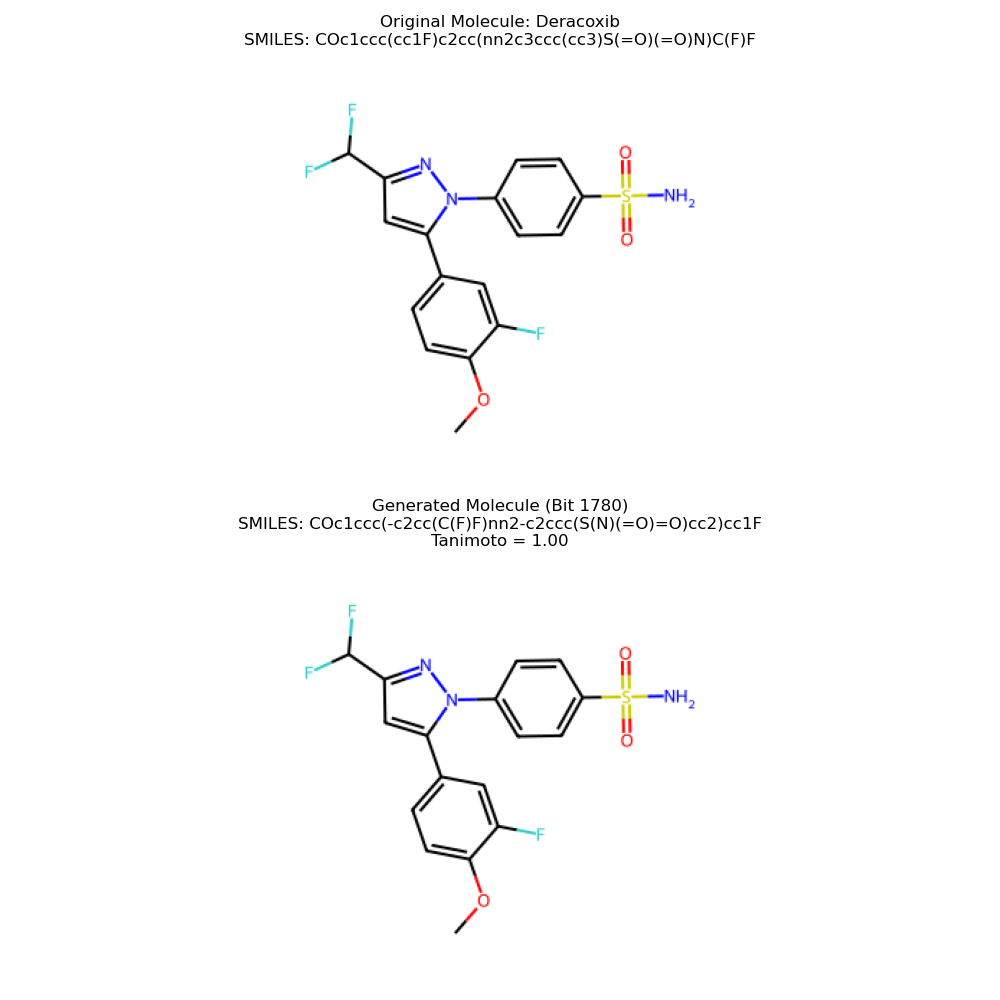 Original Molecule: Deracoxib
SMILES: COc1ccc(cc1F)c2cc(nn2c3ccc(cc3)S(=O)(=O)N)C(F)F
F
F
N
N
O
S
NH2
O
F
O
Generated Molecule (Bit 1780)
SMILES: COc1ccc(-c2cc(C(F)F)nn2-c2ccc(S(N)(=O)=O)cc2)cc1F
Tanimoto = 1.00
F
F
N
N
O
S
NH2
O
F
O